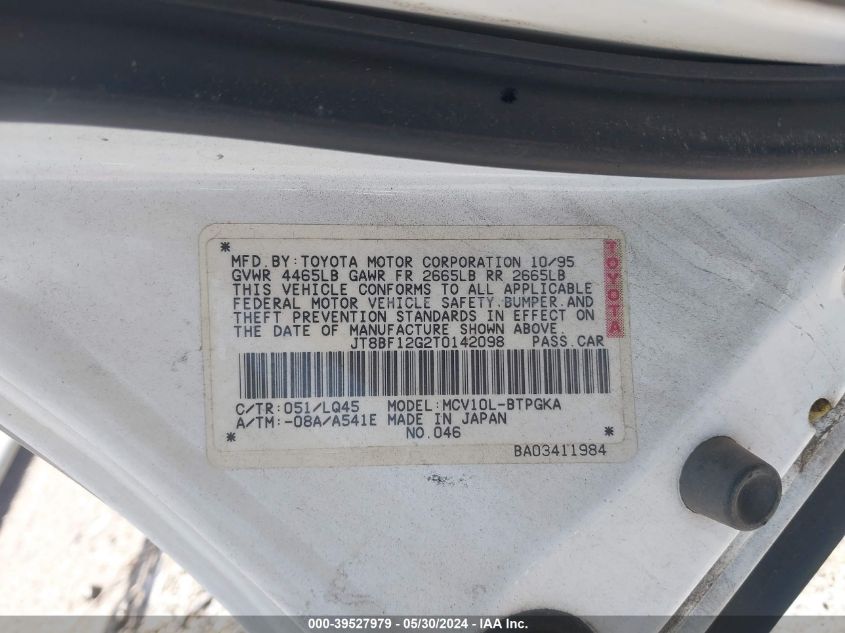 *
MFD.BY:TOYOTA MOTOR CORPORATION 10/95
GVWR 4465LB GAWR FR 2665LB RR 2665LB
THIS VEHICLE CONFORMS TO ALL APPLICABLE
FEDERAL MOTOR VEHICLE SAFETY.BUMPER.AND
THEFT PREVENTION STANDARDS IN EFFECT ON
THE DATE OF MANUFACTURE SHOWN ABOVE.
JT8BF12G2T0142098 PASS.CAR
TOYOTA
C/TR:051/LQ45 MODEL:MCV10L-BTPGKA
A/TM:-08A/A541E MADE IN JAPAN
* NO.046 *
BA03411984
000-39527979 - 05/30/2024 - IAA Inc.